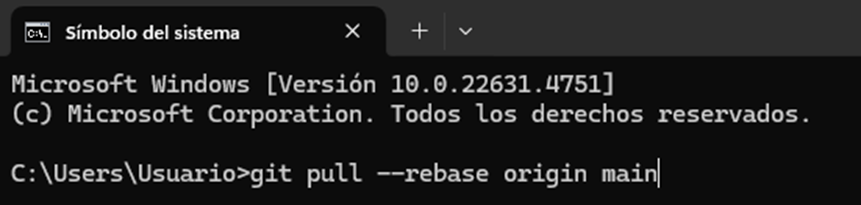 Símbolo del sistema
Microsoft Windows [Versión 10.0.22631.4751]
(c) Microsoft Corporation. Todos los derechos reservados.
C:\Users\Usuario>git pull --rebase origin main